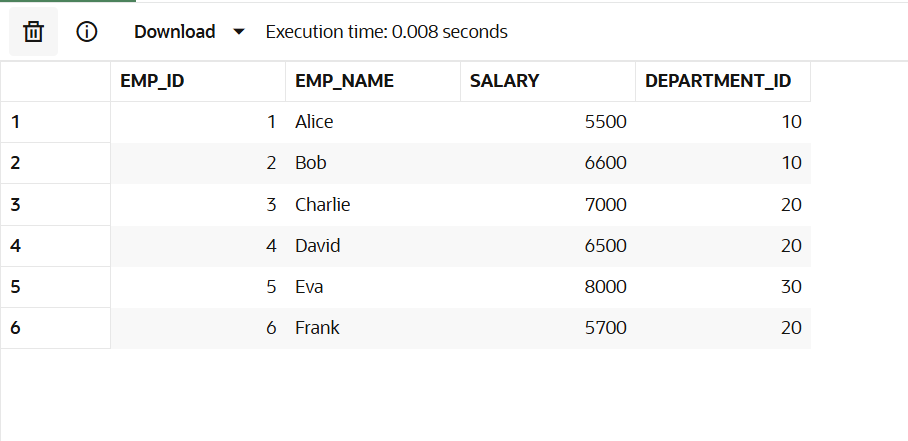 Download Execution time: 0.008 seconds
EMP_ID EMP_NAME SALARY DEPARTMENT_ID
1 1 Alice 5500 10
2 2 Bob 6600 10
3 3 Charlie 7000 20
4 4 David 6500 20
5 5 Eva 8000 30
6 6 Frank 5700 20